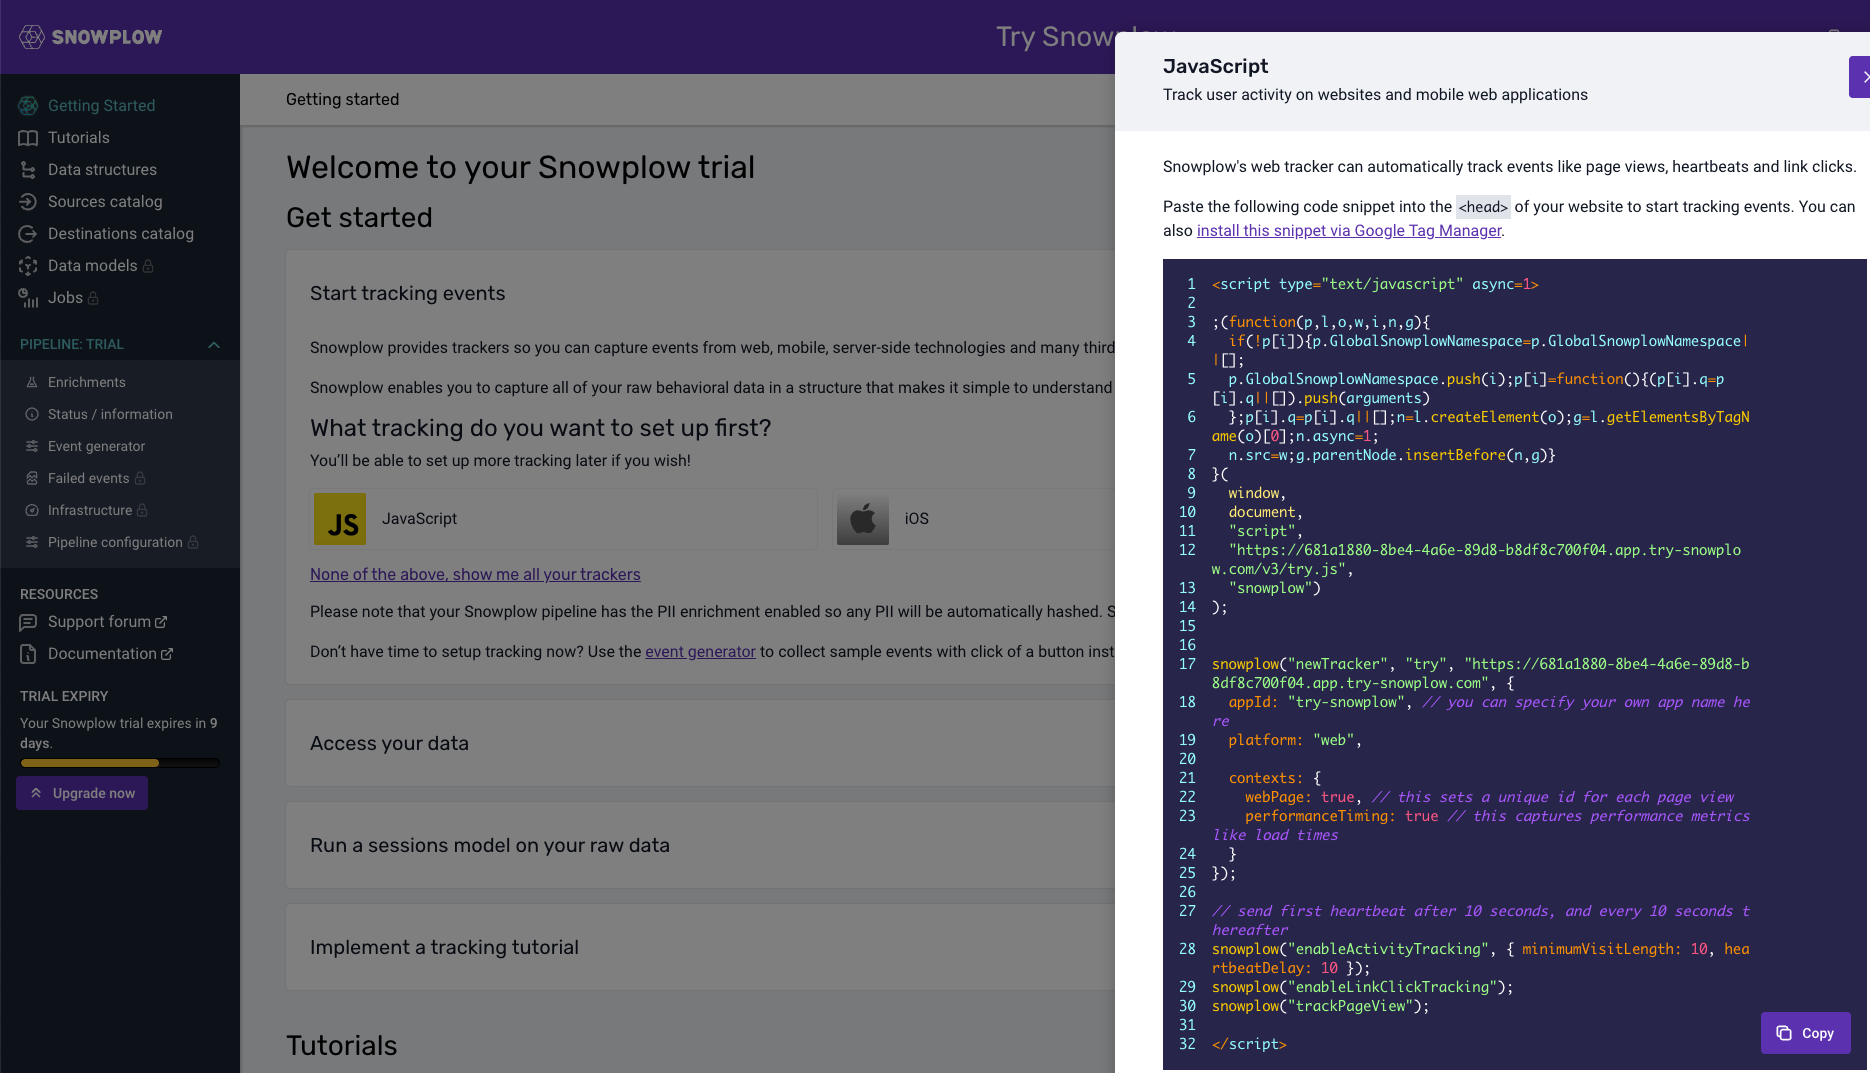 SNOWPLOW
Try Snowplow
Getting Started
Tutorials
Data structures
Sources catalog
Destinations catalog
Data models
Jobs
PIPELINE: TRIAL
Enrichments
Status / information
Event generator
Failed events
Infrastructure
Pipeline configuration
RESOURCES
Support forum
Documentation
TRIAL EXPIRY
Your Snowplow trial expires in 9
days.
Upgrade now
Getting started
Welcome to your Snowplow trial
Get started
Start tracking events
Snowplow provides trackers so you can capture events from web, mobile, server-side technologies and many third
Snowplow enables you to capture all of your raw behavioral data in a structure that makes it simple to understand
What tracking do you want to set up first?
You'll be able to set up more tracking later if you wish!
JS JavaScript
iOS
None of the above, show me all your trackers
Please note that your Snowplow pipeline has the PII enrichment enabled so any PII will be automatically hashed. S
Don't have time to setup tracking now? Use the event generator to collect sample events with click of a button inst
Access your data
Run a sessions model on your raw data
Implement a tracking tutorial
Tutorials
JavaScript
Track user activity on websites and mobile web applications
Snowplow's web tracker can automatically track events like page views, heartbeats and link clicks.
Paste the following code snippet into the <head> of your website to start tracking events. You can
also install this snippet via Google Tag Manager.
1 <script type="text/javascript" async=1>
2
3 ;(function(p,l,o,w,i,n,g){
4 if(!p[i]){p.GlobalSnowplowNamespace=p.GlobalSnowplowNamespace|
|[];
5 p.GlobalSnowplowNamespace.push(i);p[i]=function(){(p[i].q=p
[i].q||[]).push(arguments)
6 };p[i].q=p[i].q||[];n=l.createElement(o);g=l.getElementsByTagN
ame(o)[0];n.async=1;
7 n.src=w;g.parentNode.insertBefore(n,g)}
8 }(
9 window,
10 document,
11 "script",
12 "https://681a1880-8be4-4a6e-89d8-b8df8c700f04.app.try-snowplo
w.com/v3/try.js",
13 "snowplow")
14 );
15
16
17 snowplow("newTracker", "try", "https://681a1880-8be4-4a6e-89d8-b
8df8c700f04.app.try-snowplow.com", {
18 appId: "try-snowplow", // you can specify your own app name he
re
19 platform: "web",
20
21 contexts: {
22 webPage: true, // this sets a unique id for each page view
23 performanceTiming: true // this captures performance metrics
like load times
24 }
25 });
26
27 // send first heartbeat after 10 seconds, and every 10 seconds t
hereafter
28 snowplow("enableActivityTracking", { minimumVisitLength: 10, hea
rtbeatDelay: 10 });
29 snowplow("enableLinkClickTracking");
30 snowplow("trackPageView");
31
32 </script>
Copy